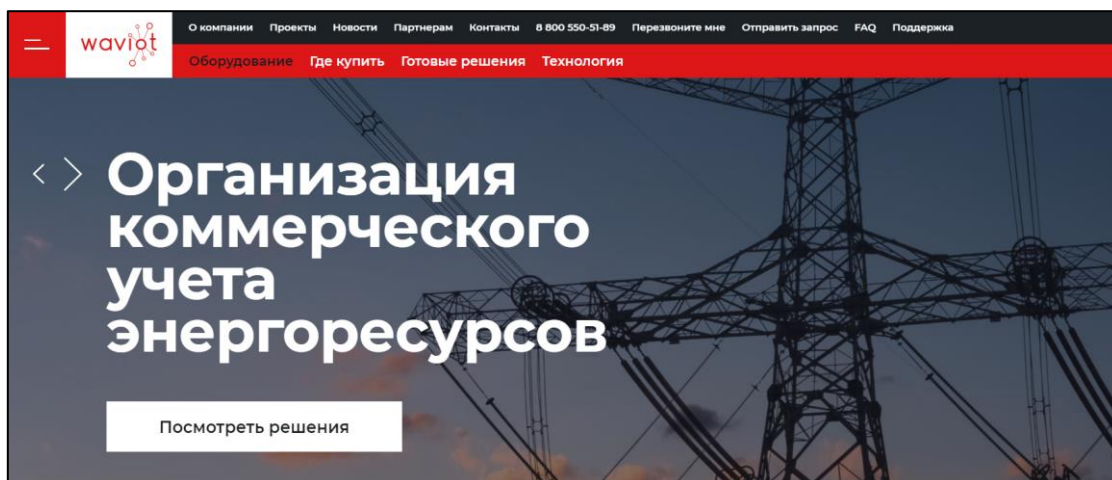 О компании Проекты Новости Партнерам Контакты 8 800 550-51-89 Перезвоните мне Отправить запрос FAQ Поддержка
waviot
Оборудование Где купить Готовые решения Технология
Организация
коммерческого
учета
энергоресурсов
Посмотреть решения